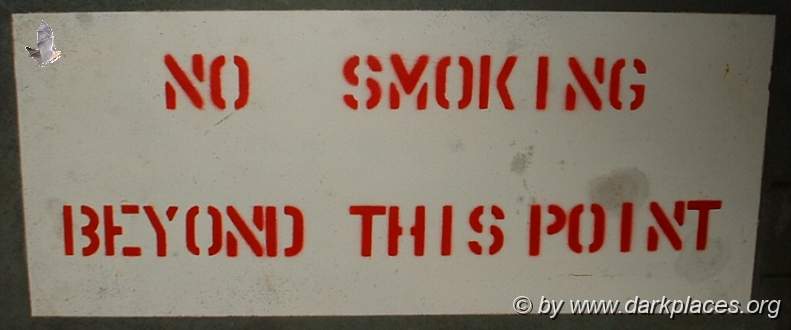 NO SMOKING
BEYOND THIS POINT
© by www.darkplaces.org